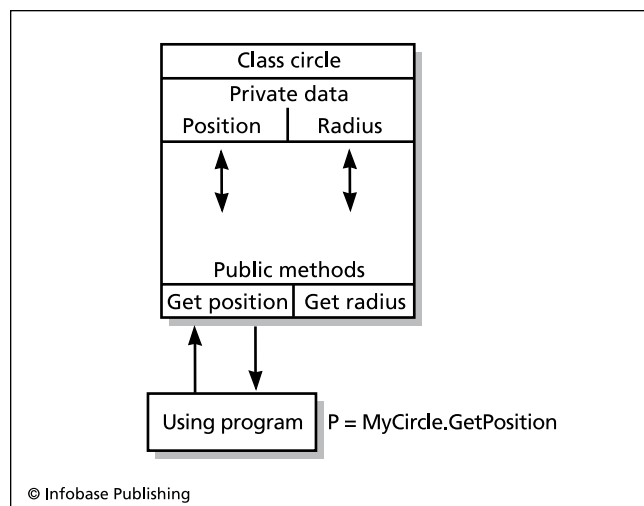 Class circle
Private data
Position Radius
Public methods
Get position Get radius
Using program P = MyCircle.GetPosition
© Infobase Publishing